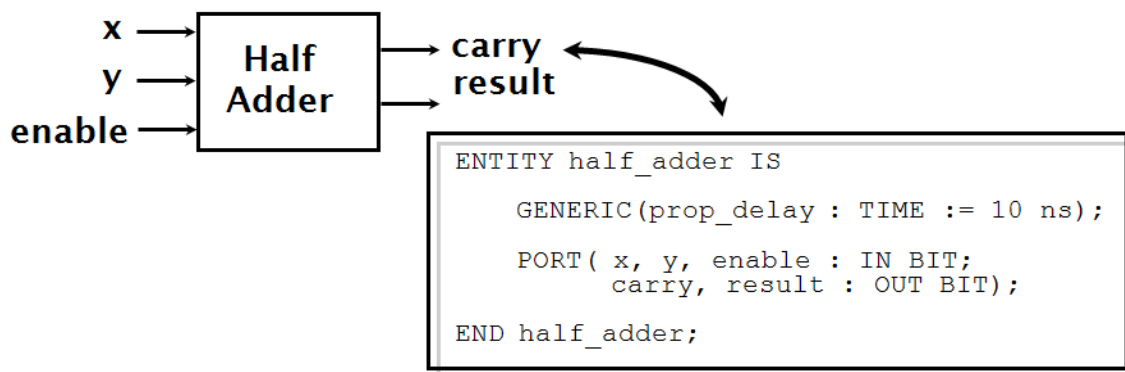 x
y
enable
Half
Adder
carry
result
ENTITY half_adder IS
GENERIC(prop_delay : TIME := 10 ns);
PORT( x, y, enable : IN BIT;
carry, result : OUT BIT);
END half_adder;